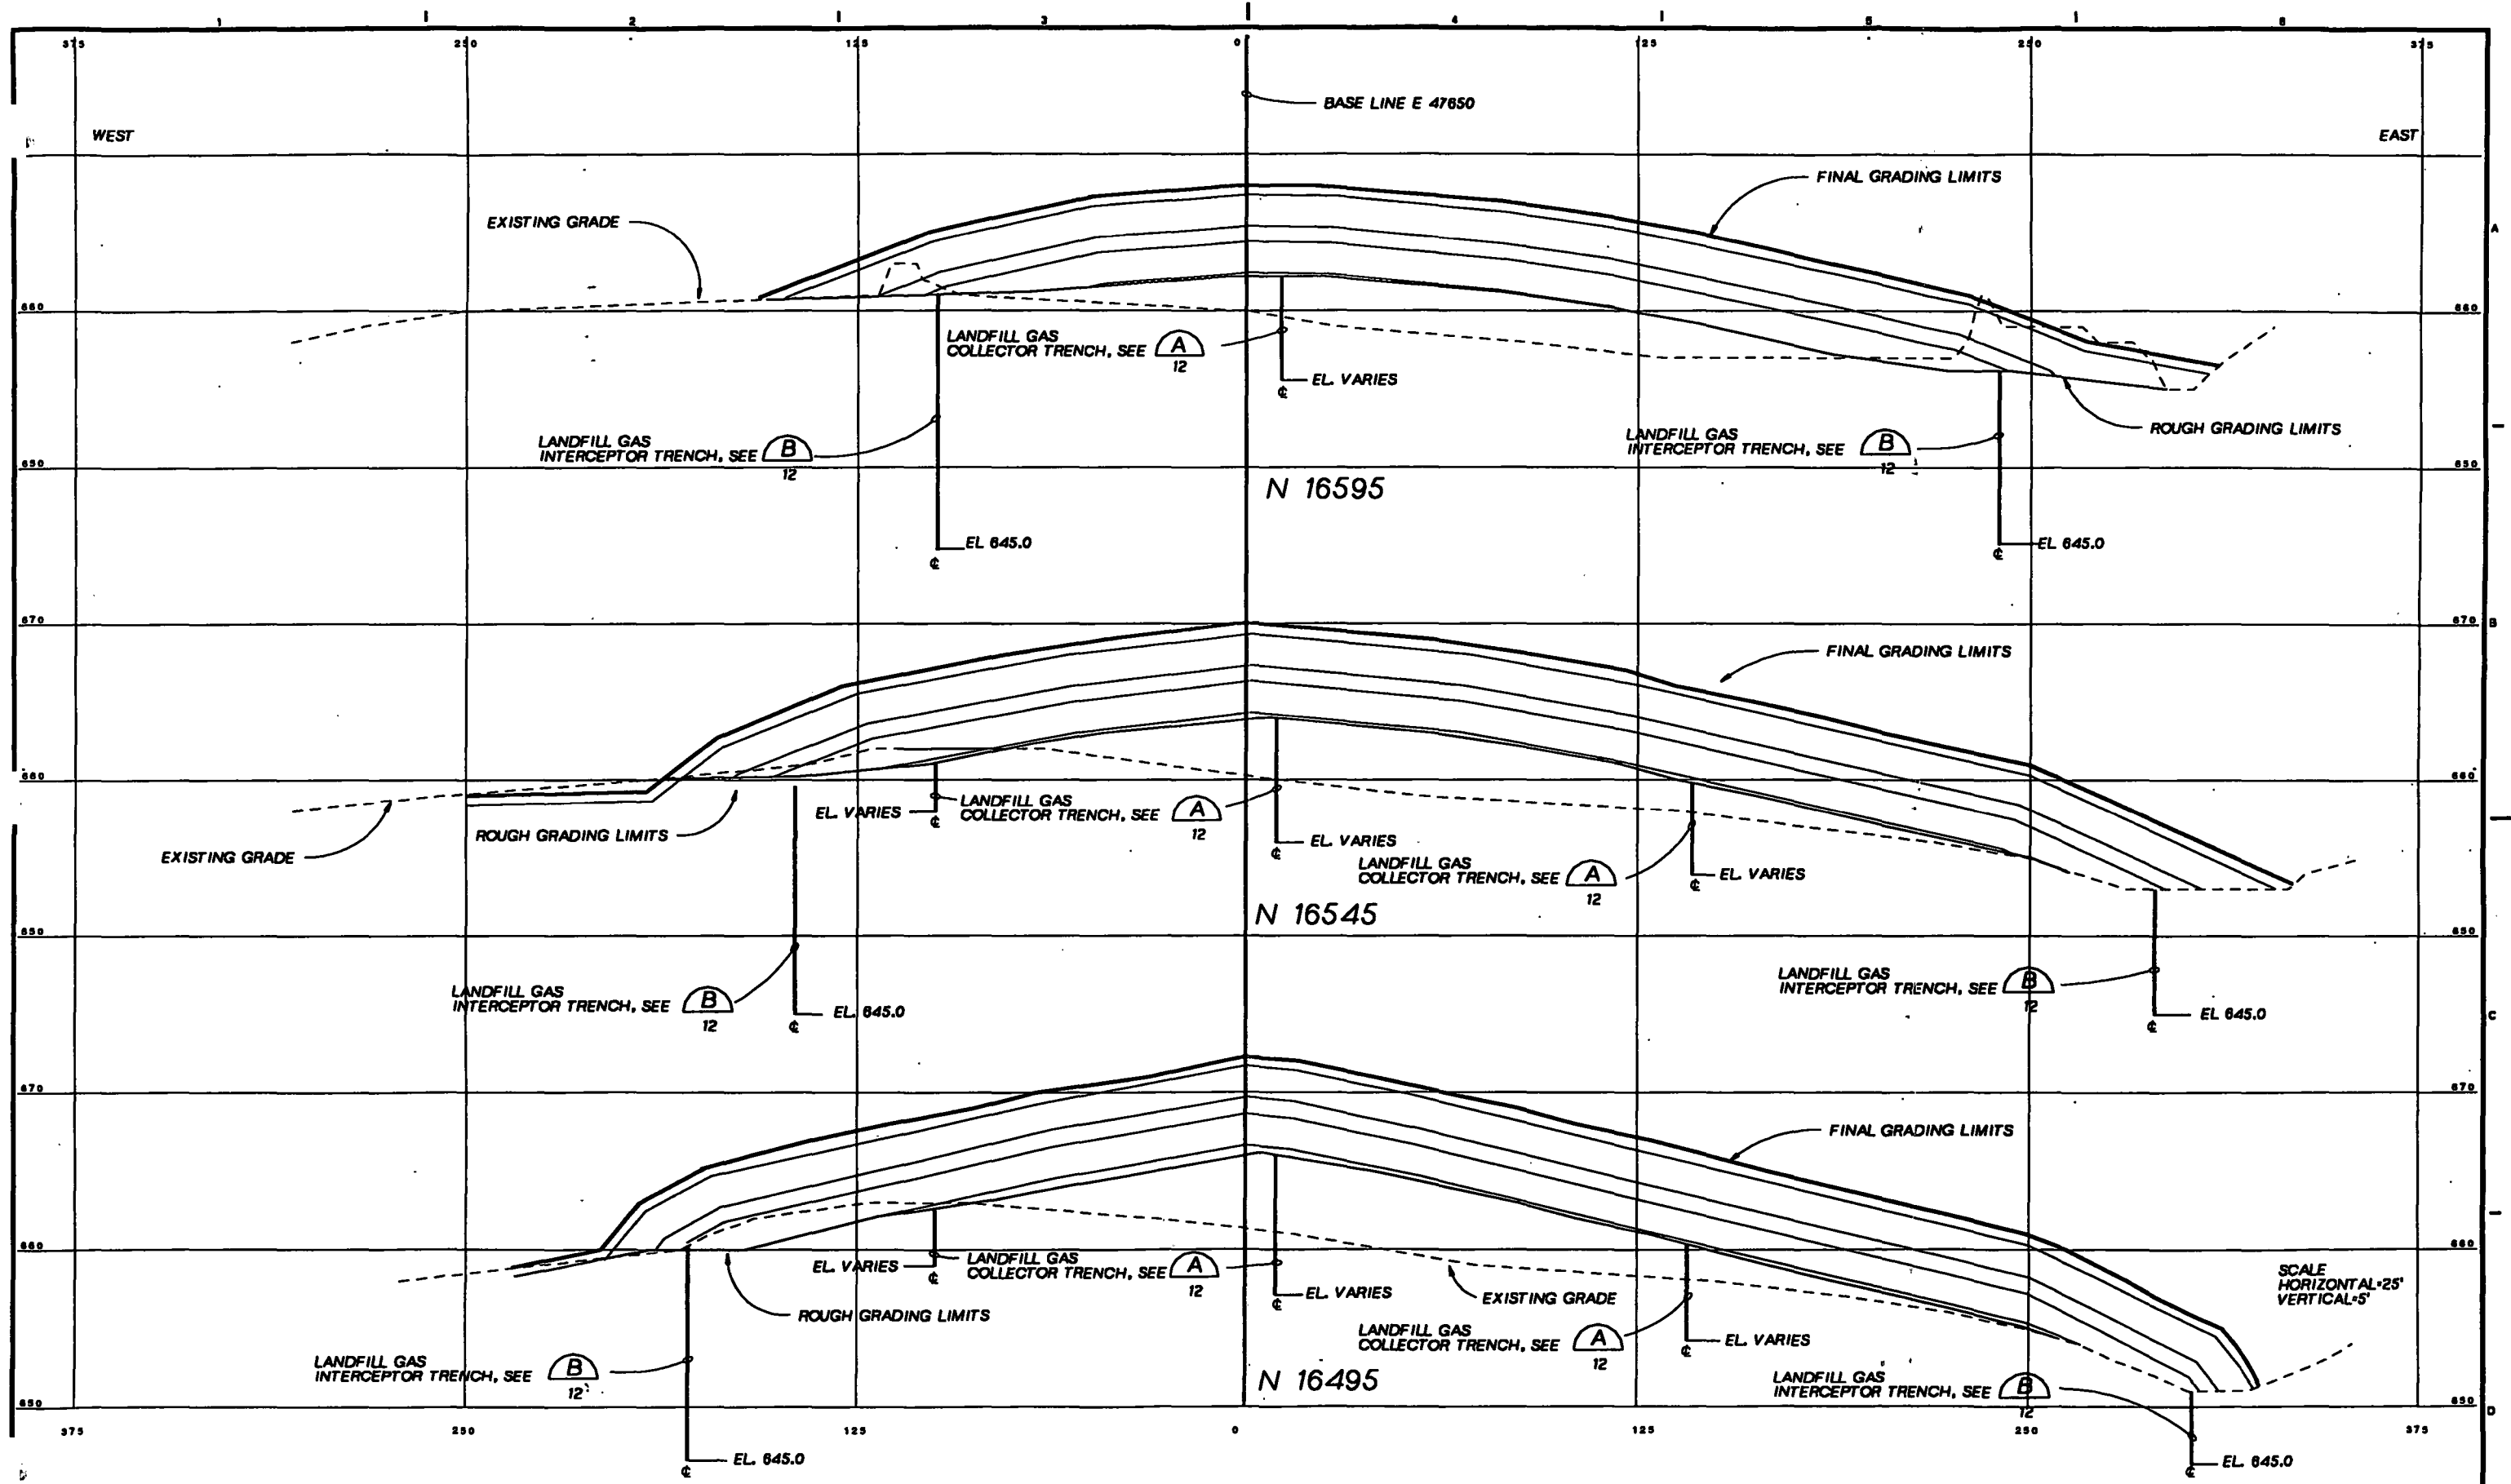 1 2 3 4 5 6
375 250 125 0 125 250 375
BASE LINE E 47650
WEST EAST
FINAL GRADING LIMITS
EXISTING GRADE
A
660 660
LANDFILL GAS
COLLECTOR TRENCH, SEE A
12
EL. VARIES
℄
ROUGH GRADING LIMITS
LANDFILL GAS
INTERCEPTOR TRENCH, SEE B
12
LANDFILL GAS
INTERCEPTOR TRENCH, SEE B
12
650 650
N 16595
EL 645.0
℄
EL 645.0
℄
670 670 B
FINAL GRADING LIMITS
660 660
EL. VARIES
℄
LANDFILL GAS
COLLECTOR TRENCH, SEE A
12
ROUGH GRADING LIMITS
EXISTING GRADE
EL. VARIES
℄
LANDFILL GAS
COLLECTOR TRENCH, SEE A
12
EL. VARIES
℄
N 16545
650 650
LANDFILL GAS
INTERCEPTOR TRENCH, SEE B
12
EL. 645.0
℄
LANDFILL GAS
INTERCEPTOR TRENCH, SEE B
12
EL 645.0
℄
C
670 670
FINAL GRADING LIMITS
660 660
EL. VARIES
℄
LANDFILL GAS
COLLECTOR TRENCH, SEE A
12
EL. VARIES
℄
EXISTING GRADE
SCALE
HORIZONTAL=25'
VERTICAL=5'
ROUGH GRADING LIMITS
LANDFILL GAS
COLLECTOR TRENCH, SEE A
12
EL. VARIES
℄
LANDFILL GAS
INTERCEPTOR TRENCH, SEE B
12
N 16495
LANDFILL GAS
INTERCEPTOR TRENCH, SEE B
12
650 650 D
375 250 125 0 125 250 375
EL. 645.0
℄
EL. 645.0
℄